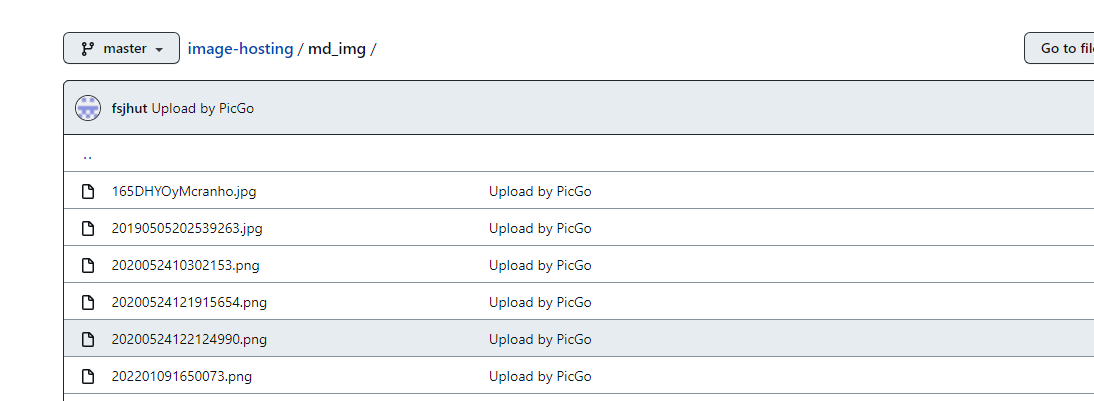 master image-hosting / md_img / Go to file
fsjhut Upload by PicGo
..
165DHYOyMcranho.jpg Upload by PicGo
20190505202539263.jpg Upload by PicGo
2020052410302153.png Upload by PicGo
20200524121915654.png Upload by PicGo
20200524122124990.png Upload by PicGo
202201091650073.png Upload by PicGo